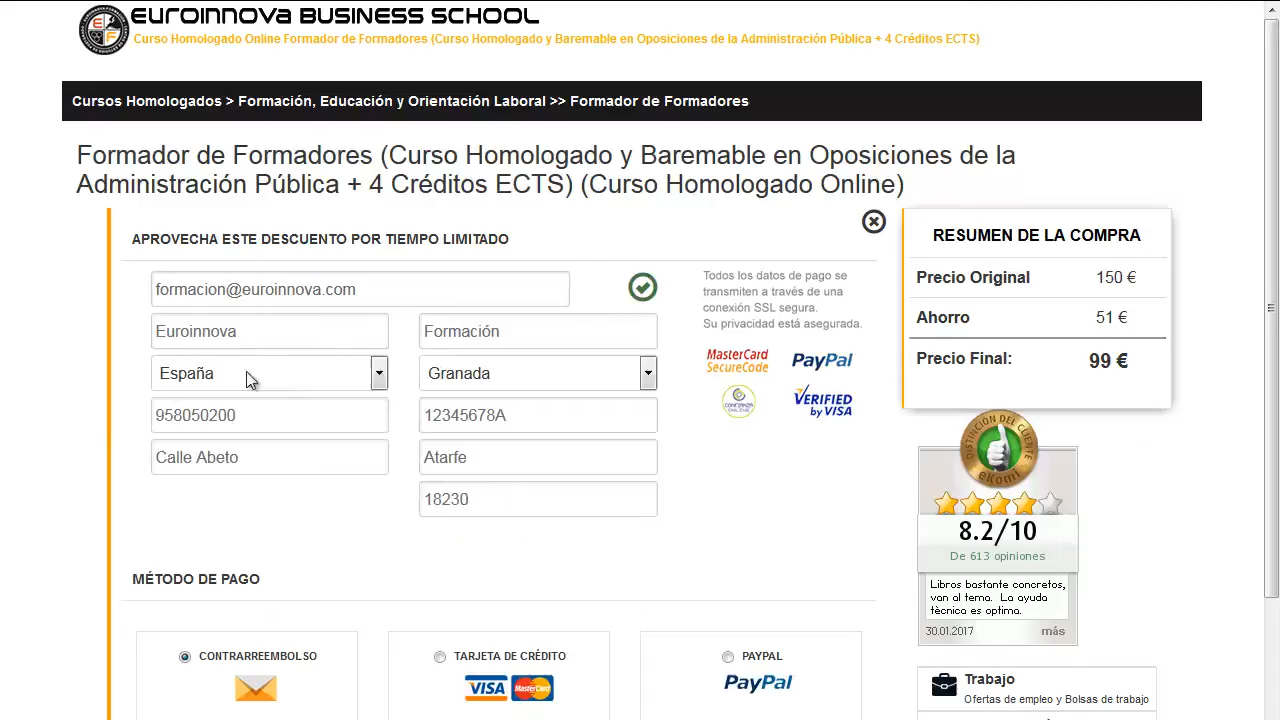 EUROINNOVA BUSINESS SCHOOL
Curso Homologado Online Formador de Formadores (Curso Homologado y Baremable en Oposiciones de la Administración Pública + 4 Créditos ECTS)
Cursos Homologados > Formación, Educación y Orientación Laboral >> Formador de Formadores
Formador de Formadores (Curso Homologado y Baremable en Oposiciones de la
Administración Pública + 4 Créditos ECTS) (Curso Homologado Online)
APROVECHA ESTE DESCUENTO POR TIEMPO LIMITADO
formacion@euroinnova.com
Euroinnova
Formación
España
Granada
958050200
12345678A
Calle Abeto
Atarfe
18230
Todos los datos de pago se
transmiten a través de una
conexión SSL segura.
Su privacidad está asegurada.
MasterCard
SecureCode
PayPal
CONFIANZA
ONLINE
VERIFIED
by VISA
RESUMEN DE LA COMPRA
Precio Original 150 €
Ahorro 51 €
Precio Final: 99 €
DISTINCIÓN DEL CLIENTE
eKomi
8.2/10
De 613 opiniones
Libros bastante concretos,
van al tema. La ayuda
tècnica es optima.
30.01.2017 más
Trabajo
Ofertas de empleo y Bolsas de trabajo
MÉTODO DE PAGO
CONTRARREEMBOLSO
TARJETA DE CRÉDITO
VISA
MasterCard
PAYPAL
PayPal